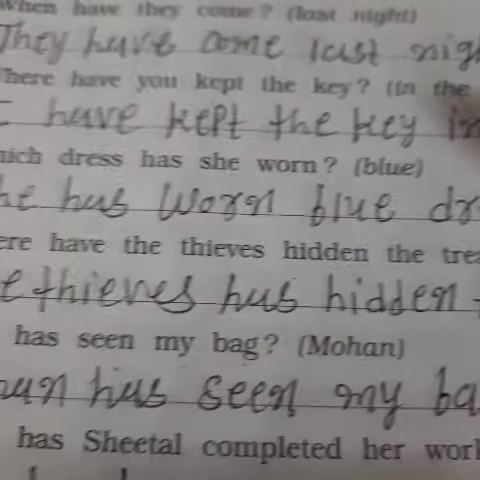 When have they come? (last night)
They have come last nigh
here have you kept the key? (in the
I have kept the key in
hich dress has she worn? (blue)
he has worn blue dr
ere have the thieves hidden the trea
e thieves has hidden
has seen my bag? (Mohan)
han has seen my ba
has Sheetal completed her work